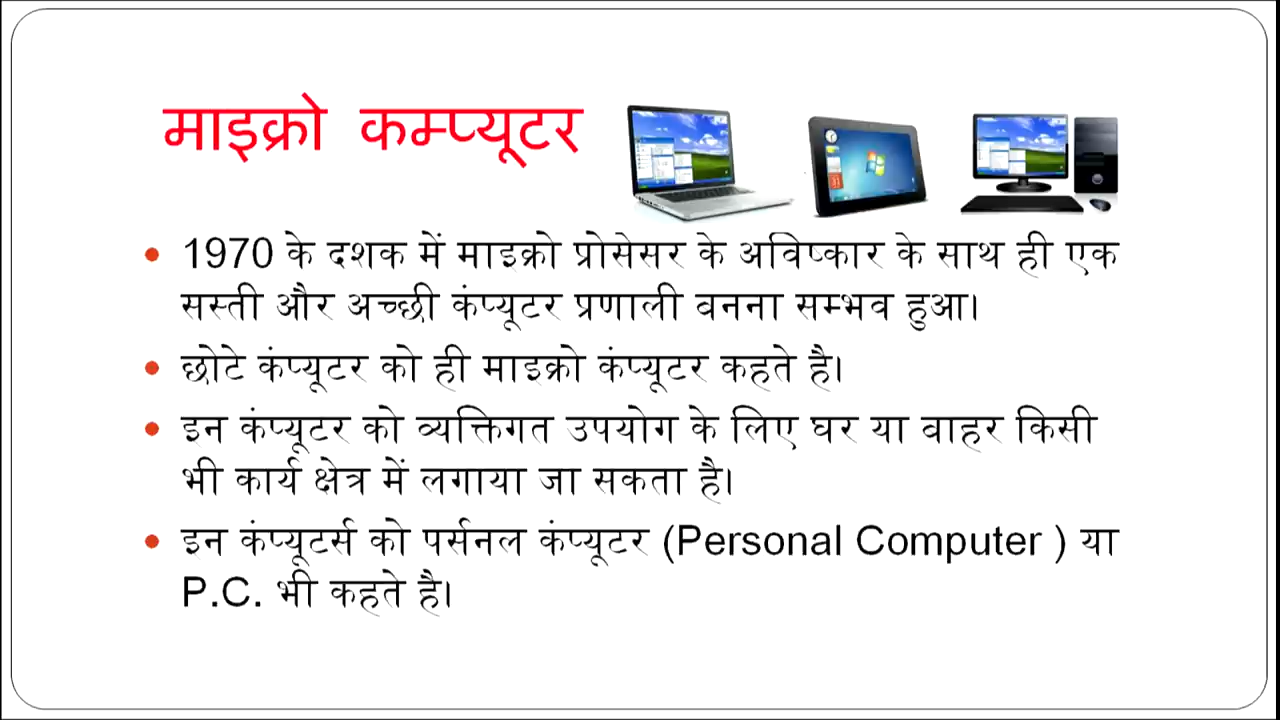 माइक्रो कम्प्यूटर
• 1970 के दशक में माइक्रो प्रोसेसर के अविष्कार के साथ ही एक
सस्ती और अच्छी कंप्यूटर प्रणाली वनना सम्भव हुआ।
• छोटे कंप्यूटर को ही माइक्रो कंप्यूटर कहते है।
• इन कंप्यूटर को व्यक्तिगत उपयोग के लिए घर या बाहर किसी
भी कार्य क्षेत्र में लगाया जा सकता है।
• इन कंप्यूटर्स को पर्सनल कंप्यूटर (Personal Computer ) या
P.C. भी कहते है।